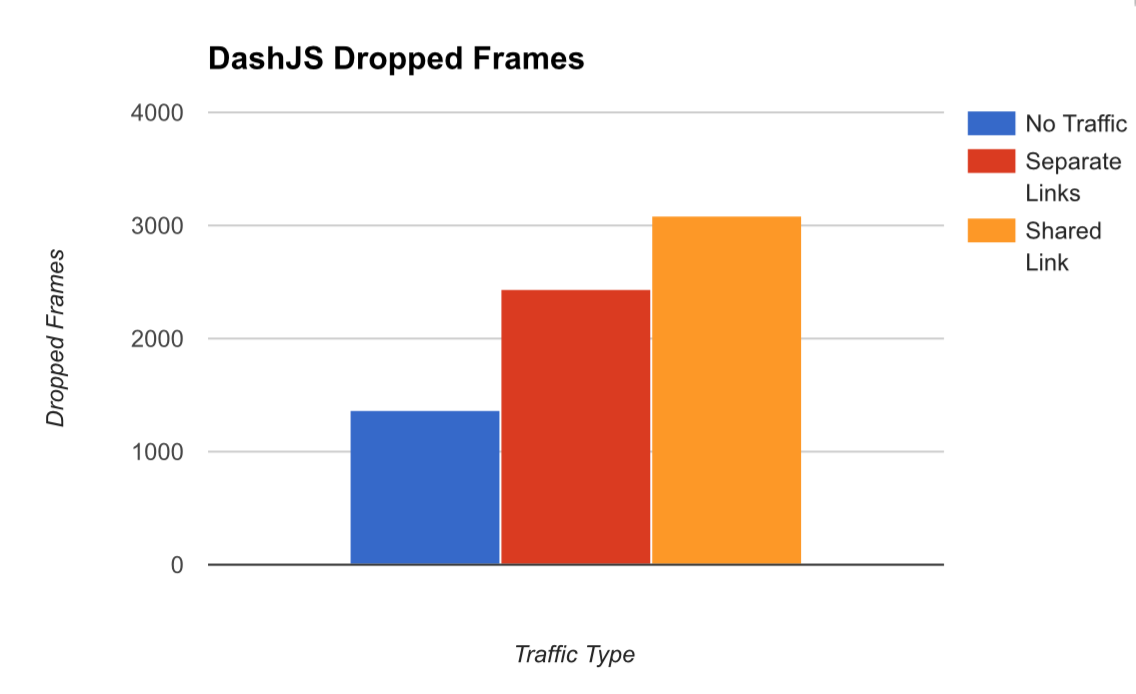 DashJS Dropped Frames
4000
3000
2000
1000
0
Dropped Frames
Traffic Type
No Traffic
Separate
Links
Shared
Link